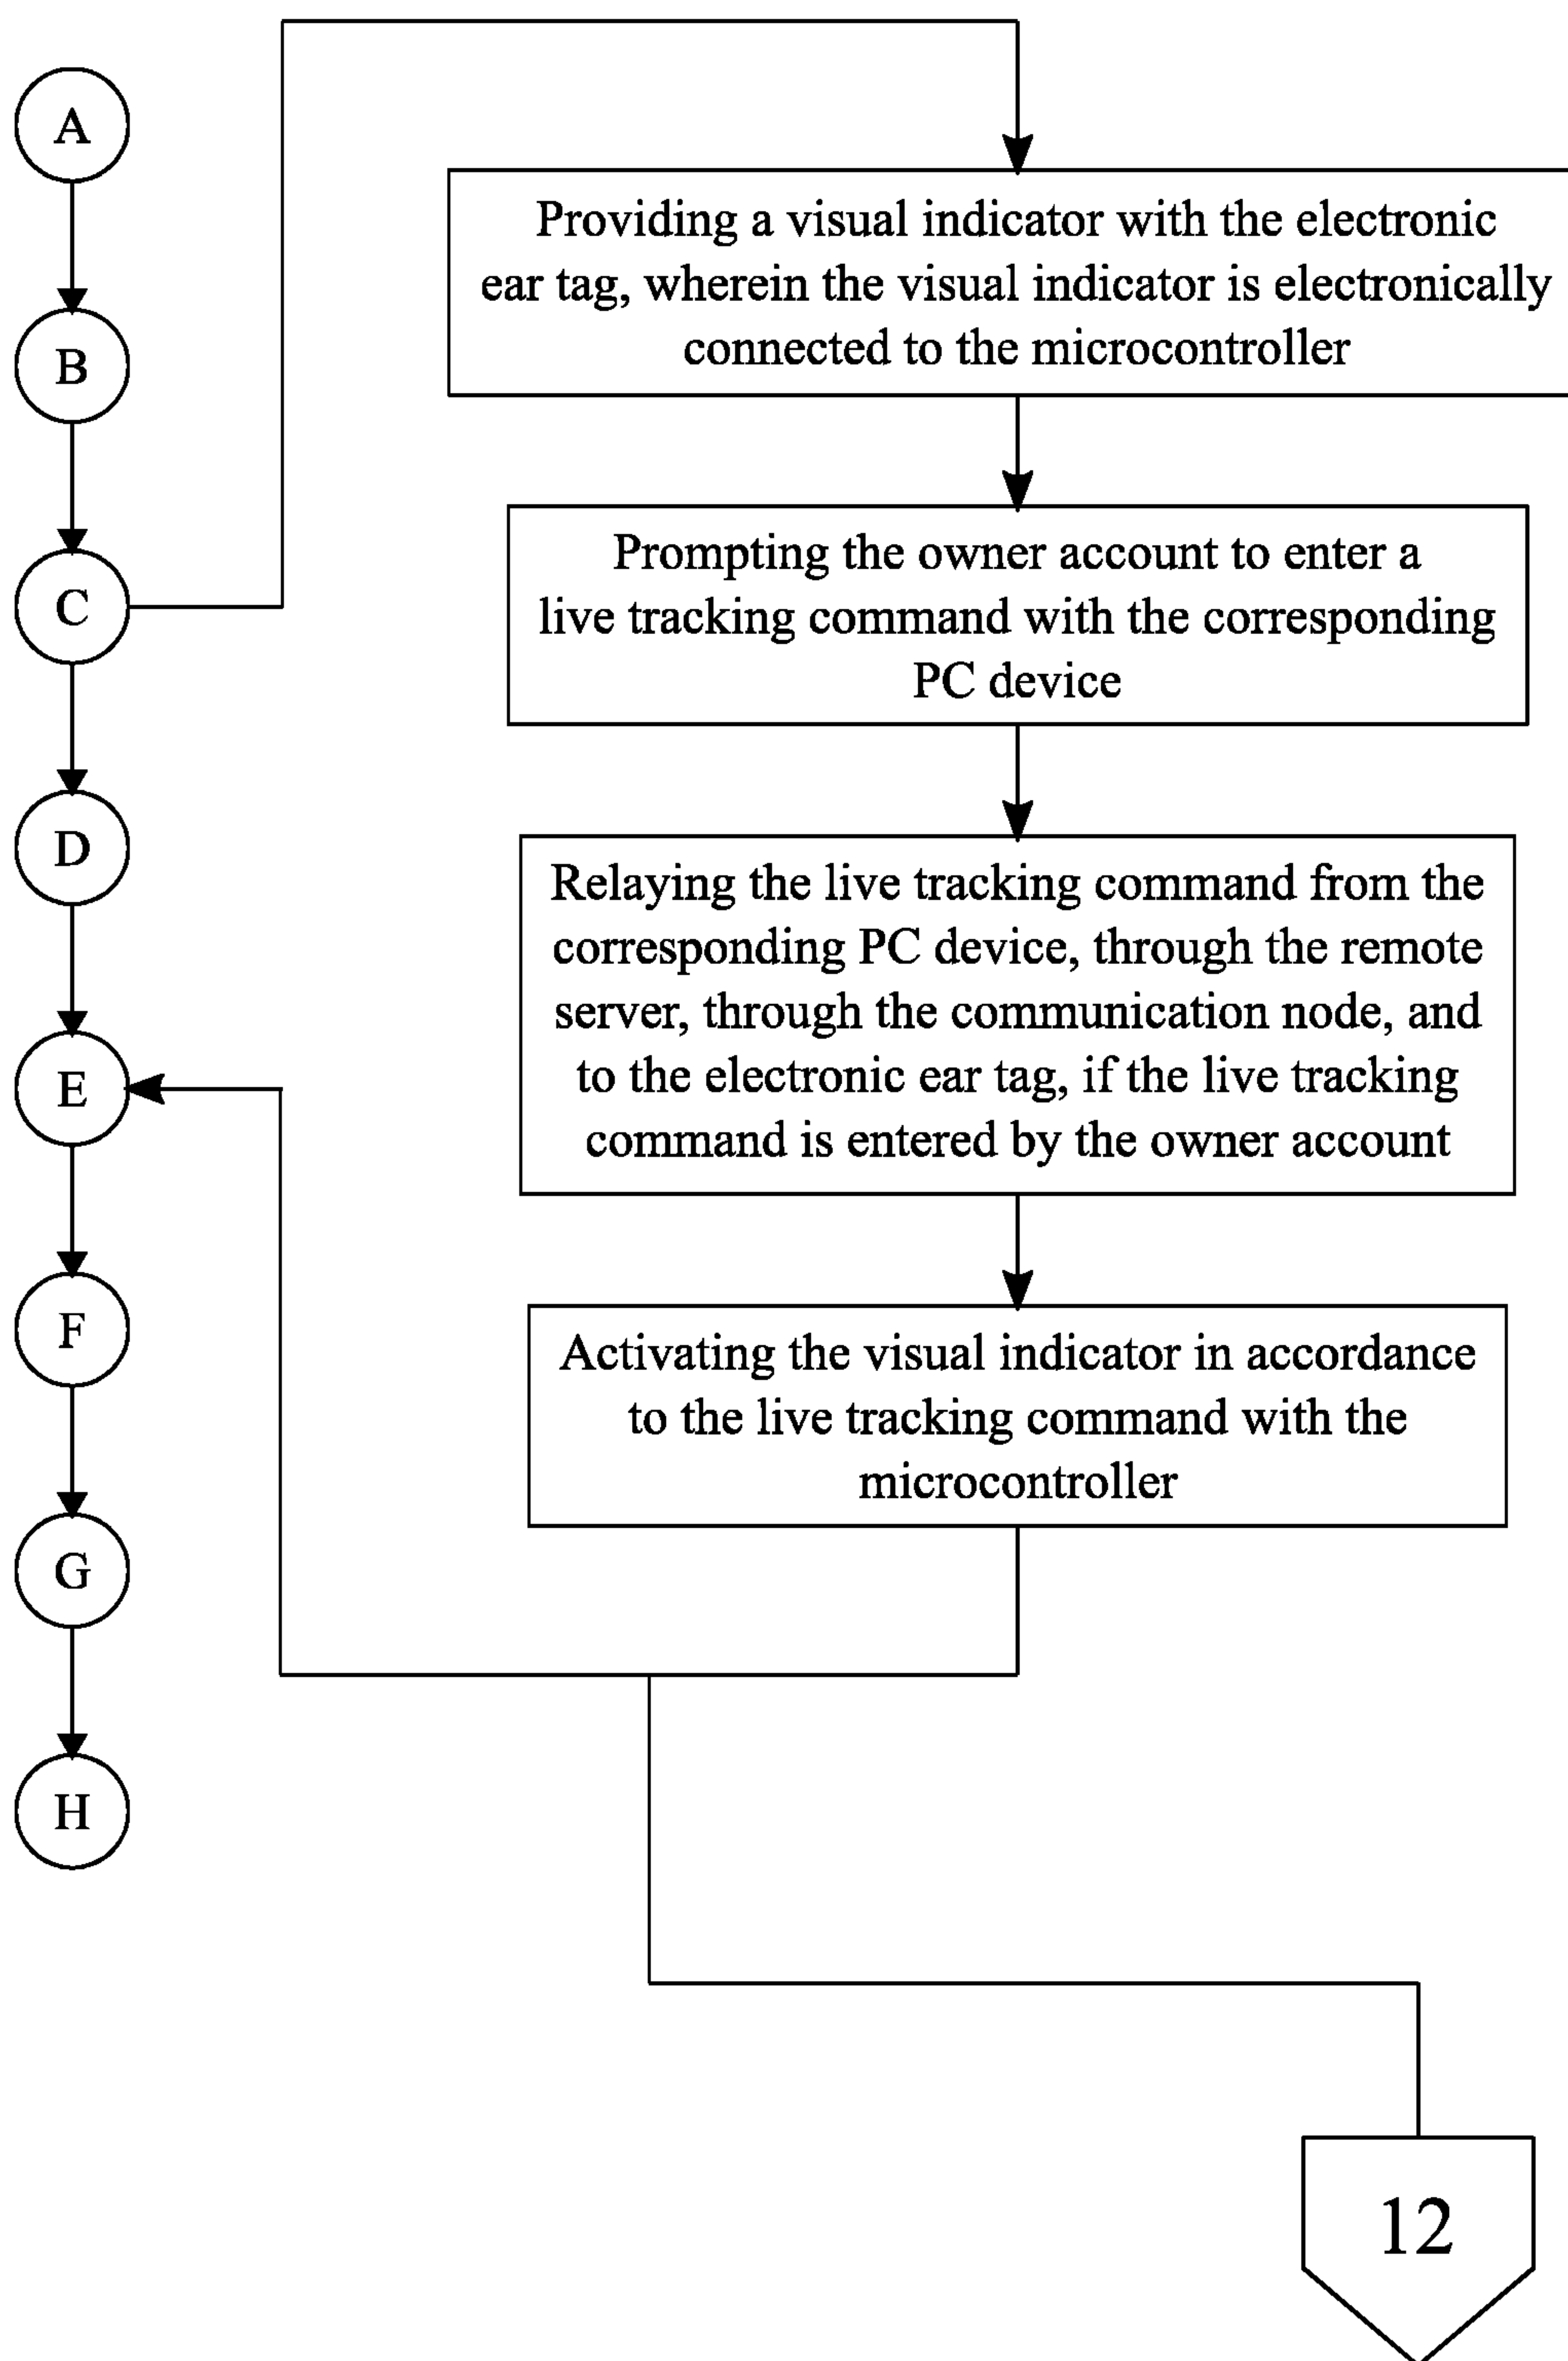 A
B
C
D
E
F
G
H
Providing a visual indicator with the electronic
ear tag, wherein the visual indicator is electronically
connected to the microcontroller
Prompting the owner account to enter a
live tracking command with the corresponding
PC device
Relaying the live tracking command from the
corresponding PC device, through the remote
server, through the communication node, and
to the electronic ear tag, if the live tracking
command is entered by the owner account
Activating the visual indicator in accordance
to the live tracking command with the
microcontroller
12